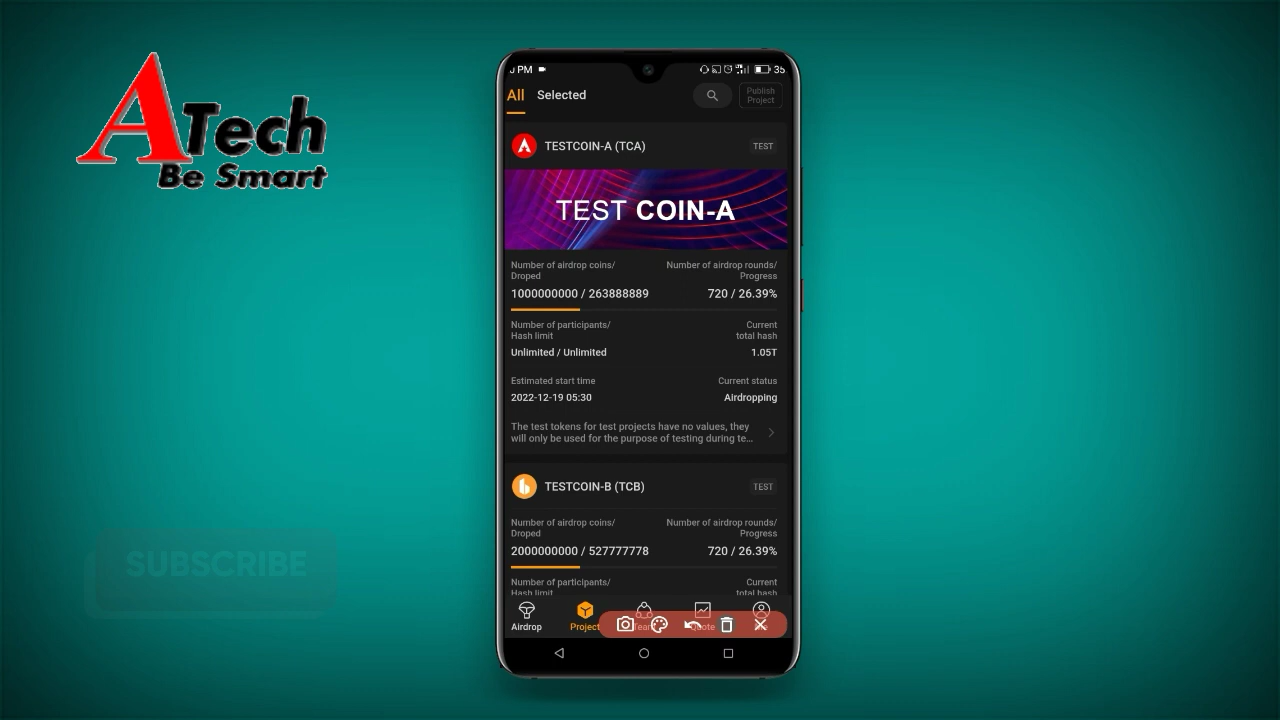 ATech
Be Smart
PM
35
All Selected
Publish
Project
TESTCOIN-A (TCA)
TEST
TEST COIN-A
Number of airdrop coins/
Droped
Number of airdrop rounds/
Progress
1000000000 / 263888889
720 / 26.39%
Number of participants/
Hash limit
Current
total hash
Unlimited / Unlimited
1.05T
Estimated start time
Current status
2022-12-19 05:30
Airdropping
The test tokens for test projects have no values, they
will only be used for the purpose of testing during te...
TESTCOIN-B (TCB)
TEST
Number of airdrop coins/
Droped
Number of airdrop rounds/
Progress
2000000000 / 527777778
720 / 26.39%
Number of participants/
Current
total hash
Hash limit
SUBSCRIBE
Airdrop
Project
Team
Quote